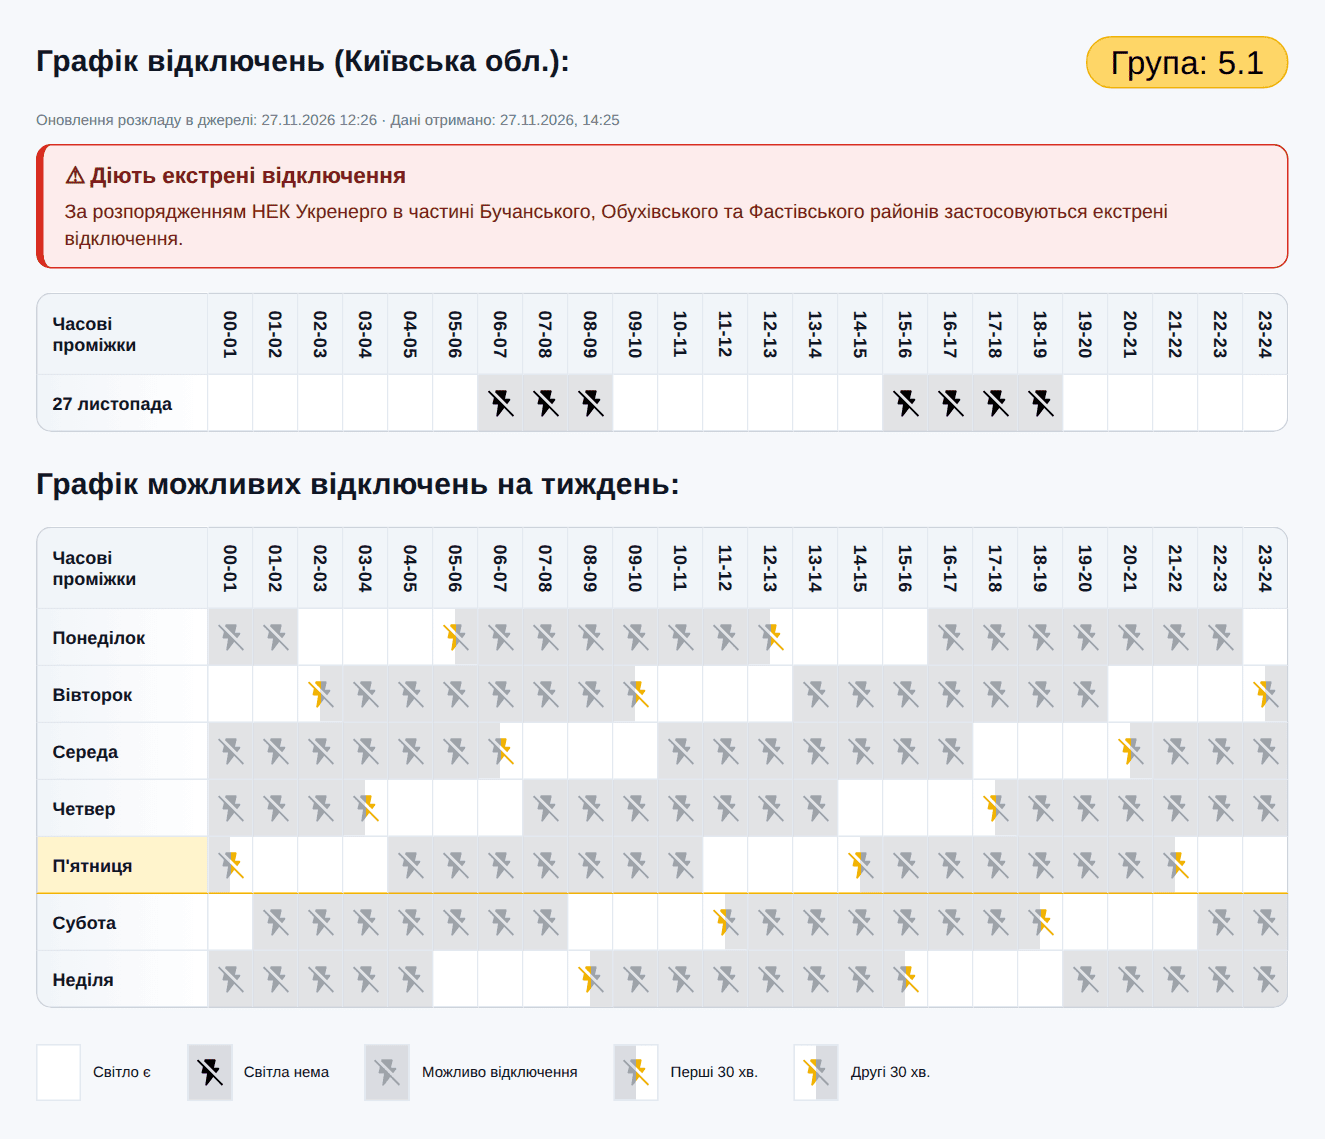 Графік відключень (Київська обл.):
Група: 5.1
Оновлення розкладу в джерелі: 27.11.2026 12:26 · Дані отримано: 27.11.2026, 14:25
⚠ Діють екстрені відключення
За розпорядженням НЕК Укренерго в частині Бучанського, Обухівського та Фастівського районів застосовуються екстрені
відключення.
Часові
проміжки
00-01 01-02 02-03 03-04 04-05 05-06 06-07 07-08 08-09 09-10 10-11 11-12 12-13 13-14 14-15 15-16 16-17 17-18 18-19 19-20 20-21 21-22 22-23 23-24
27 листопада
Графік можливих відключень на тиждень:
Часові
проміжки
00-01 01-02 02-03 03-04 04-05 05-06 06-07 07-08 08-09 09-10 10-11 11-12 12-13 13-14 14-15 15-16 16-17 17-18 18-19 19-20 20-21 21-22 22-23 23-24
Понеділок
Вівторок
Середа
Четвер
П'ятниця
Субота
Неділя
Світло є
Світла нема
Можливо відключення
Перші 30 хв.
Другі 30 хв.